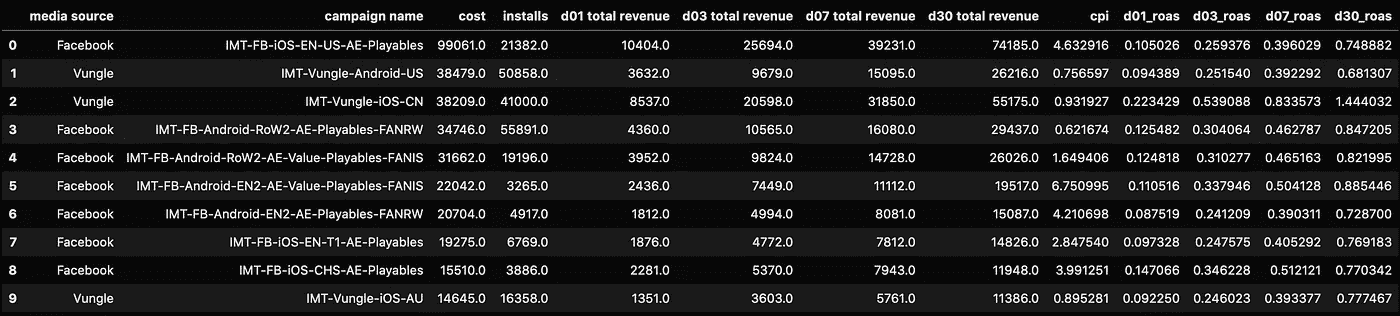 media source campaign name cost installs d01 total revenue d03 total revenue d07 total revenue d30 total revenue cpi d01_roas d03_roas d07_roas d30_roas
0 Facebook IMT-FB-iOS-EN-US-AE-Playables 99061.0 21382.0 10404.0 25694.0 39231.0 74185.0 4.632916 0.105026 0.259376 0.396029 0.748882
1 Vungle IMT-Vungle-Android-US 38479.0 50858.0 3632.0 9679.0 15095.0 26216.0 0.756597 0.094389 0.251540 0.392292 0.681307
2 Vungle IMT-Vungle-iOS-CN 38209.0 41000.0 8537.0 20598.0 31850.0 55175.0 0.931927 0.223429 0.539088 0.833573 1.444032
3 Facebook IMT-FB-Android-RoW2-AE-Playables-FANRW 34746.0 55891.0 4360.0 10565.0 16080.0 29437.0 0.621674 0.125482 0.304064 0.462787 0.847205
4 Facebook IMT-FB-Android-RoW2-AE-Value-Playables-FANIS 31662.0 19196.0 3952.0 9824.0 14728.0 26026.0 1.649406 0.124818 0.310277 0.465163 0.821995
5 Facebook IMT-FB-Android-EN2-AE-Value-Playables-FANIS 22042.0 3265.0 2436.0 7449.0 11112.0 19517.0 6.750995 0.110516 0.337946 0.504128 0.885446
6 Facebook IMT-FB-Android-EN2-AE-Playables-FANRW 20704.0 4917.0 1812.0 4994.0 8081.0 15087.0 4.210698 0.087519 0.241209 0.390311 0.728700
7 Facebook IMT-FB-iOS-EN-T1-AE-Playables 19275.0 6769.0 1876.0 4772.0 7812.0 14826.0 2.847540 0.097328 0.247575 0.405292 0.769183
8 Facebook IMT-FB-iOS-CHS-AE-Playables 15510.0 3886.0 2281.0 5370.0 7943.0 11948.0 3.991251 0.147066 0.346228 0.512121 0.770342
9 Vungle IMT-Vungle-iOS-AU 14645.0 16358.0 1351.0 3603.0 5761.0 11386.0 0.895281 0.092250 0.246023 0.393377 0.777467